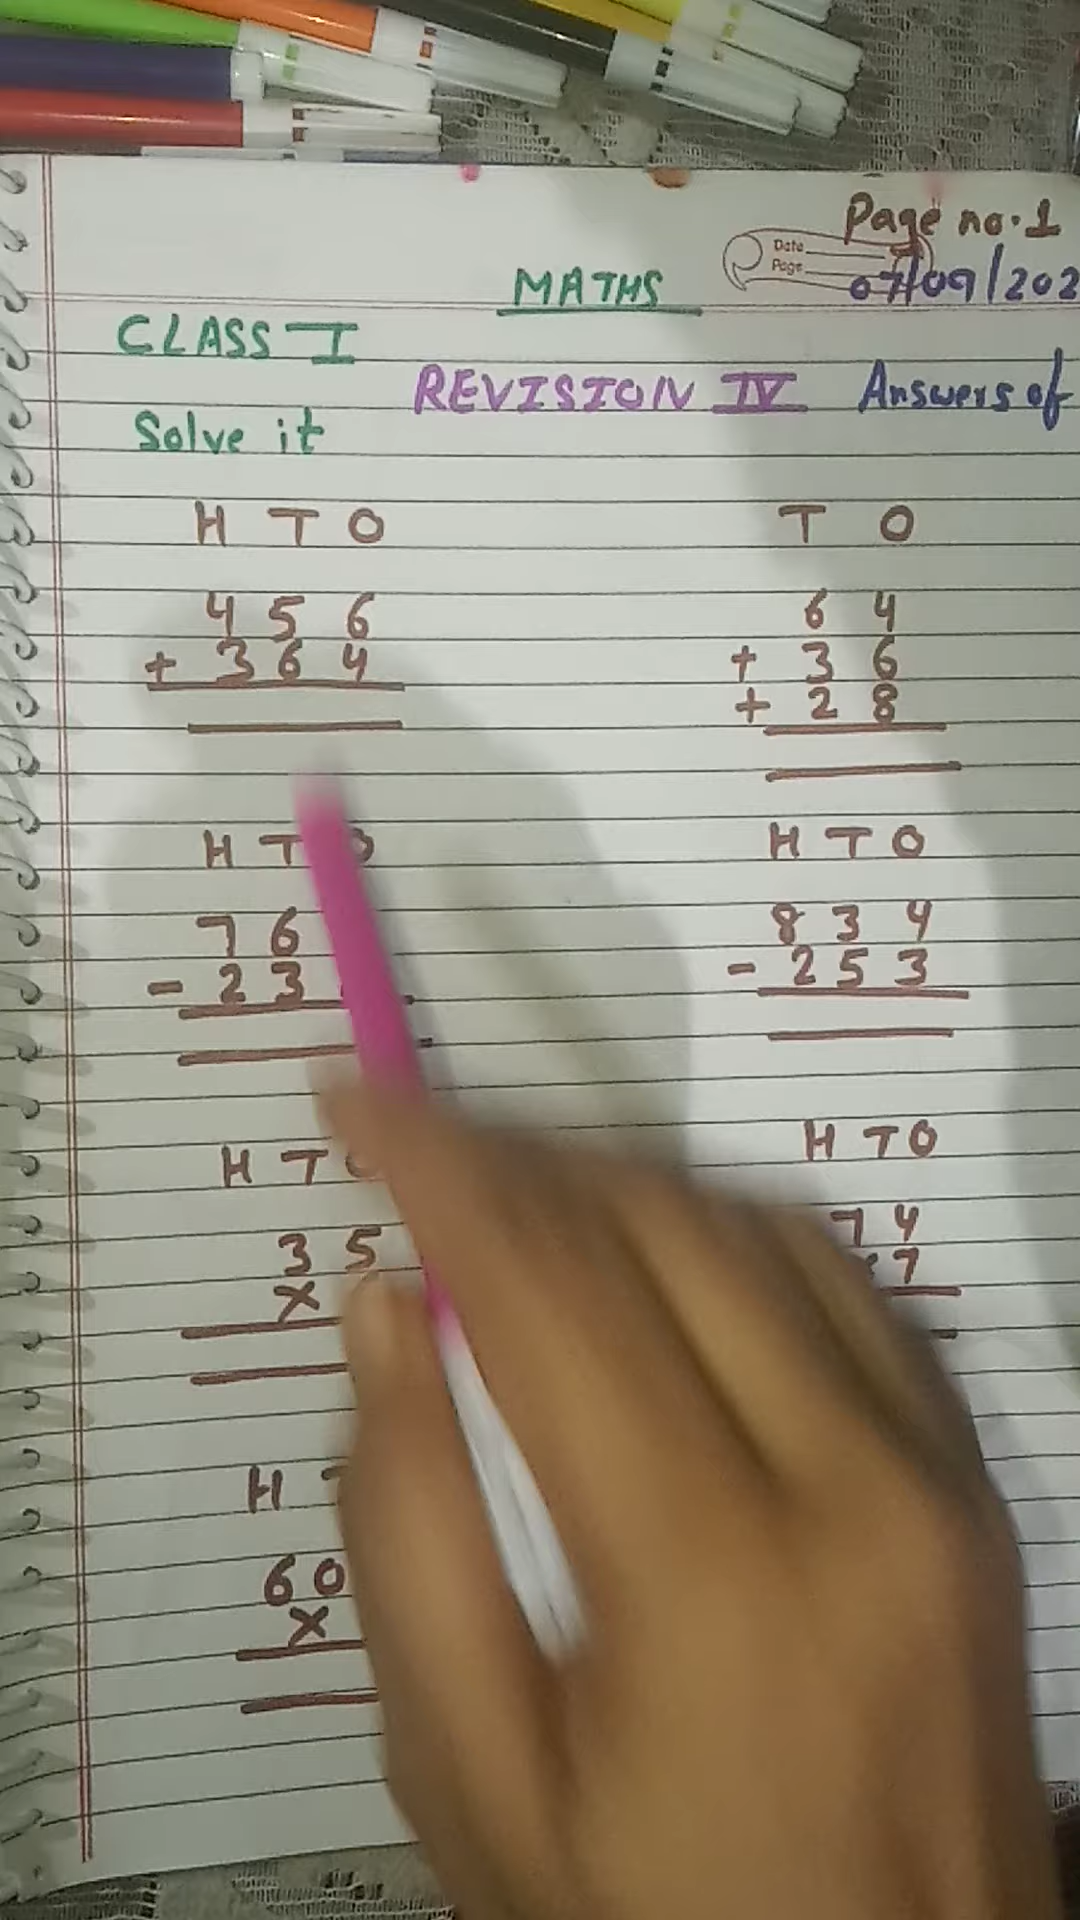 Page no.1
Date
Page
07/09/202
MATHS
CLASS I
REVISION IV Answers of
Solve it
H T O
T O
4 5 6
6 4
+ 3 6 4
+ 3 6
+ 2 8
H T O
H T O
7 6
8 3 4
- 2 3
- 2 5 3
H T O
H T O
3 5
7 4
X
7
H
6 0
X